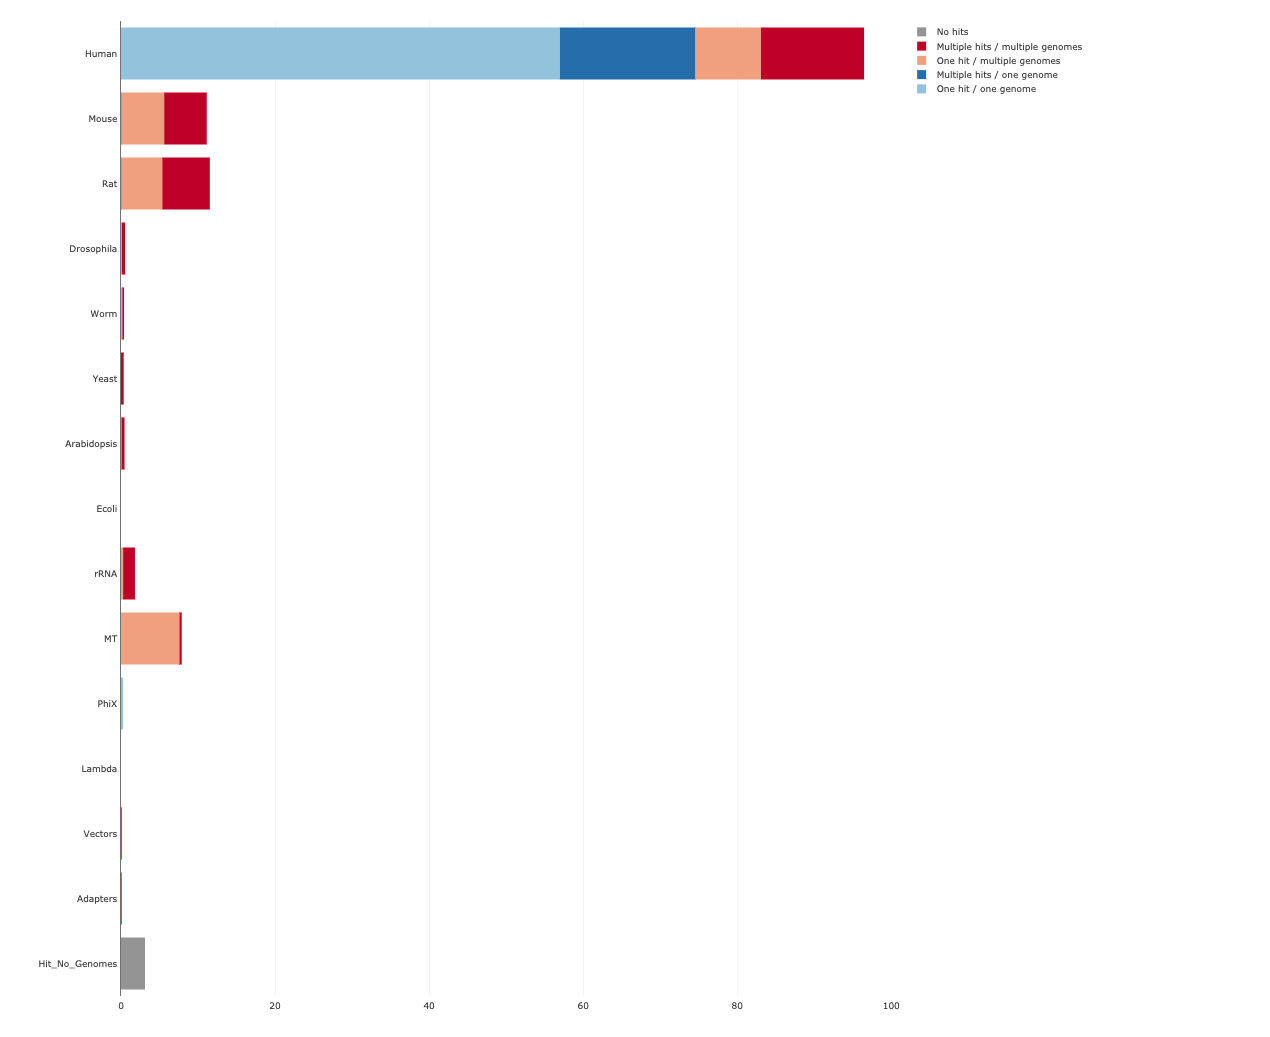 Human
Mouse
Rat
Drosophila
Worm
Yeast
Arabidopsis
Ecoli
rRNA
MT
PhiX
Lambda
Vectors
Adapters
Hit_No_Genomes
0 20 40 60 80 100
No hits
Multiple hits / multiple genomes
One hit / multiple genomes
Multiple hits / one genome
One hit / one genome